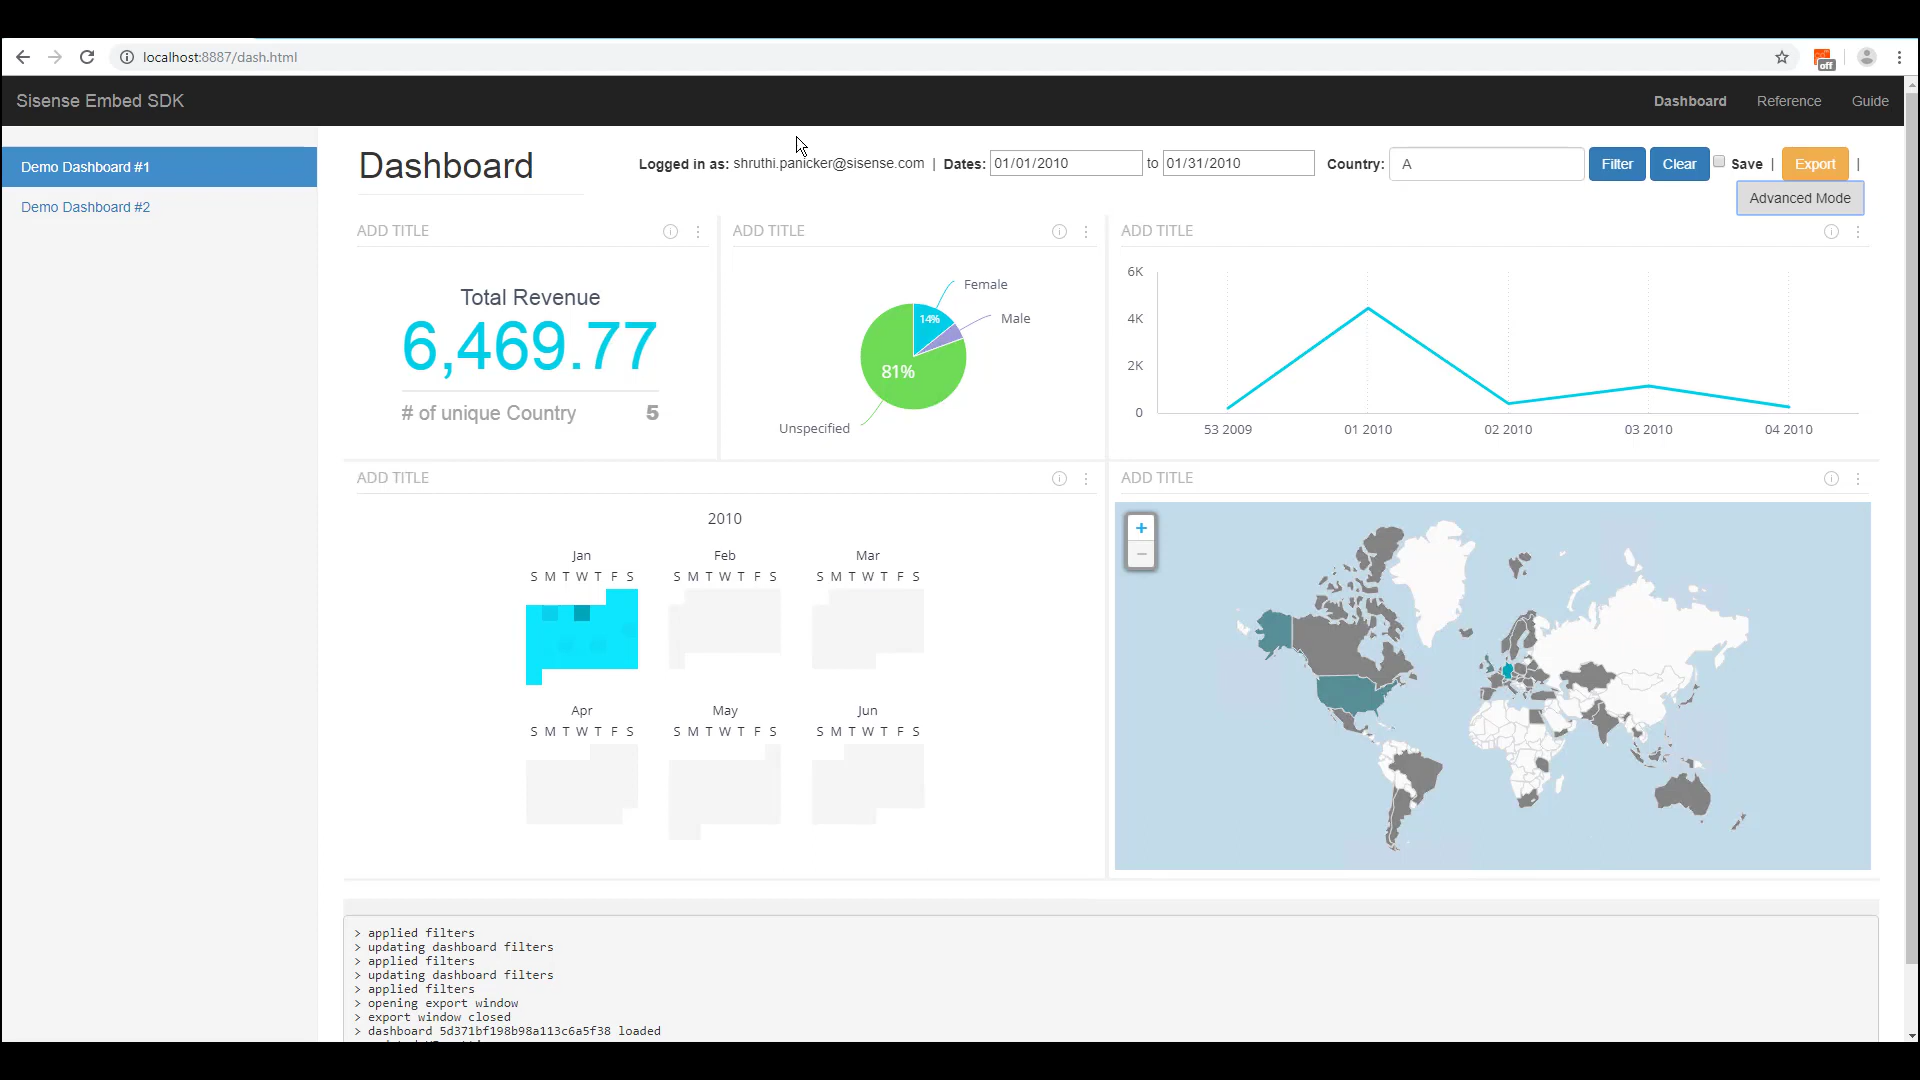 localhost:8887/dash.html
off
Sisense Embed SDK
Dashboard
Reference
Guide
Demo Dashboard #1
Demo Dashboard #2
Dashboard
Logged in as: shruthi.panicker@sisense.com | Dates: 01/01/2010 to 01/31/2010 Country: A Filter Clear Save | Export |
Advanced Mode
ADD TITLE
Total Revenue
6,469.77
# of unique Country 5
ADD TITLE
Female
14%
Male
81%
Unspecified
ADD TITLE
6K
4K
2K
0
53 2009 01 2010 02 2010 03 2010 04 2010
ADD TITLE
2010
Jan Feb Mar
S M T W T F S S M T W T F S S M T W T F S
Apr May Jun
S M T W T F S S M T W T F S S M T W T F S
ADD TITLE
+
−
> applied filters
> updating dashboard filters
> applied filters
> updating dashboard filters
> applied filters
> opening export window
> export window closed
> dashboard 5d371bf198b98a113c6a5f38 loaded